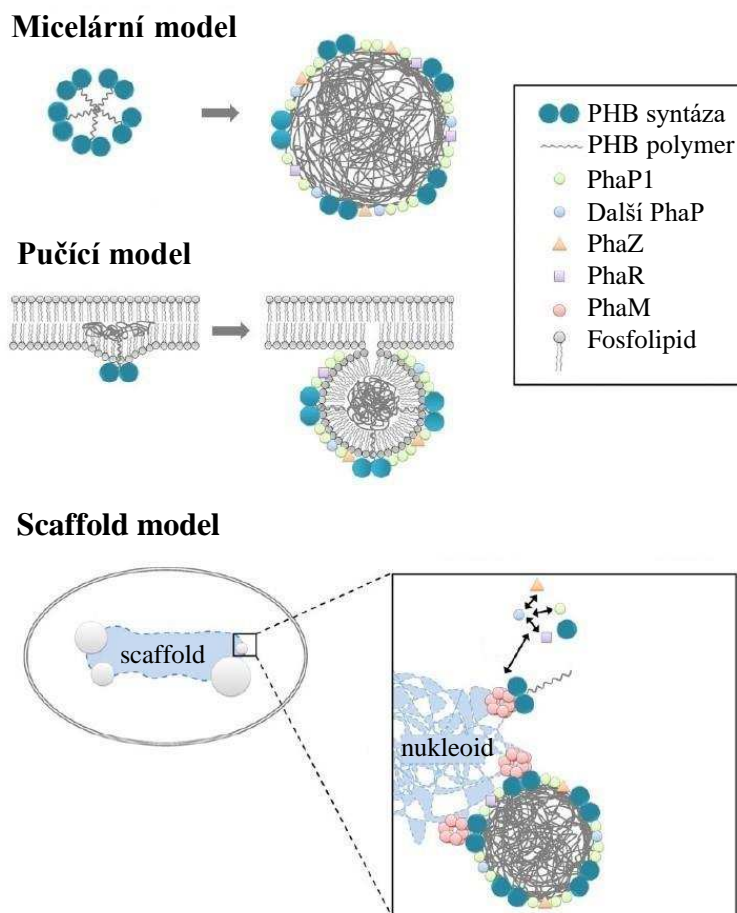 Micelární model
PHB syntáza
PHB polymer
PhaP1
Další PhaP
PhaZ
PhaR
PhaM
Fosfolipid
Pučící model
Scaffold model
scaffold
nukleoid